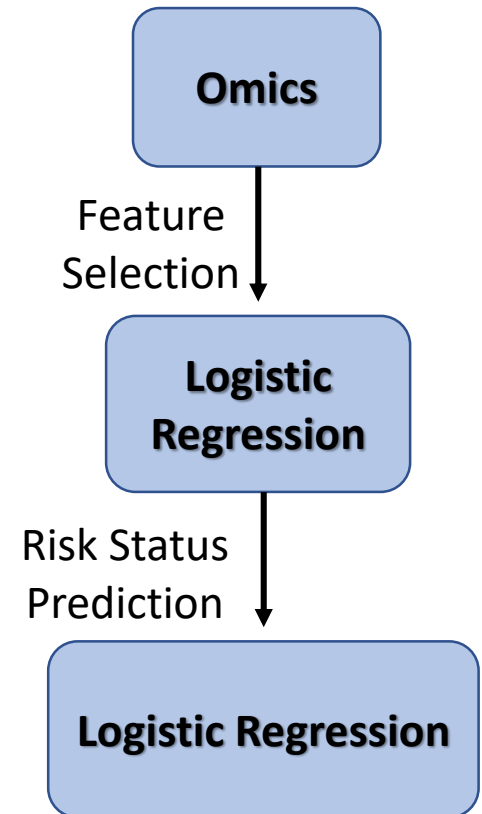 Omics
Feature
Selection
Logistic
Regression
Risk Status
Prediction
Logistic Regression